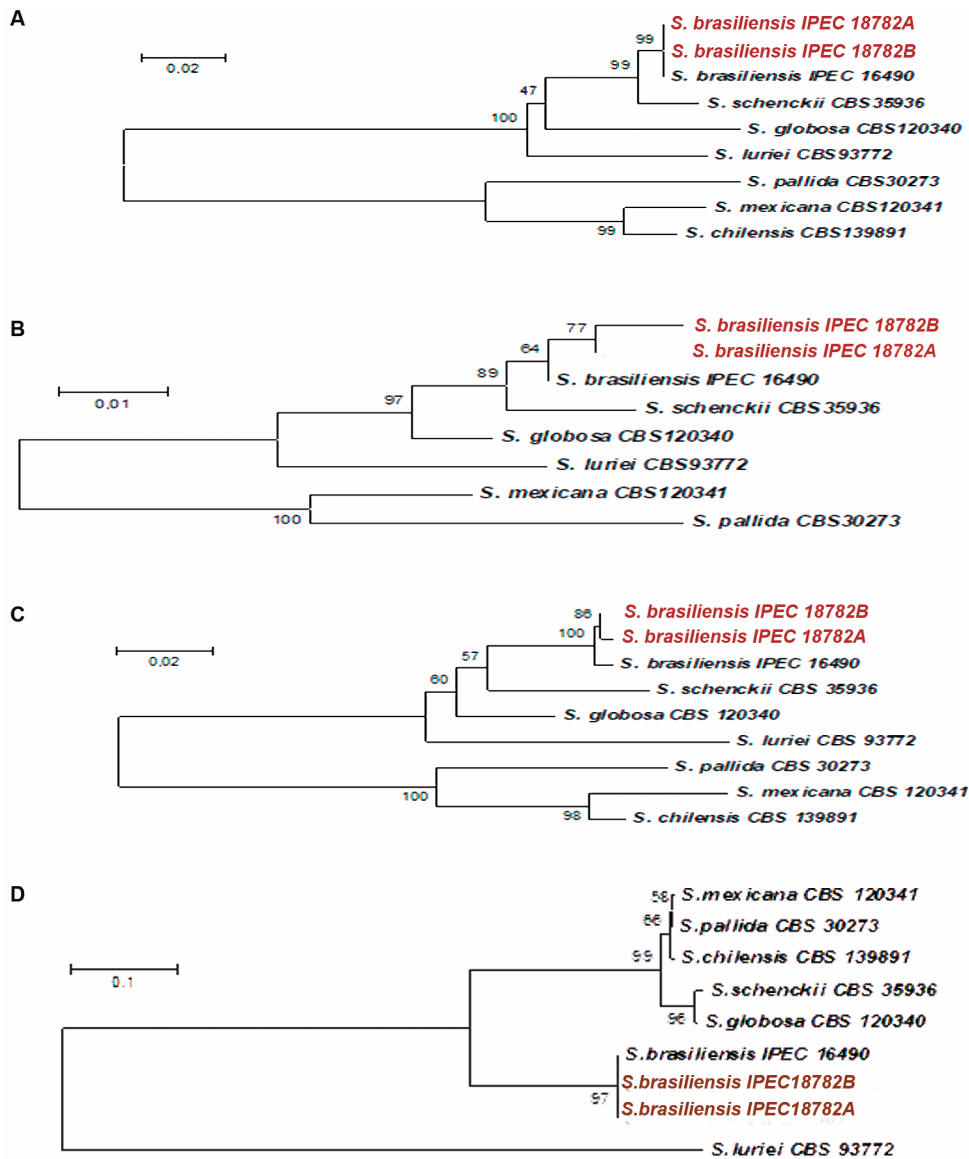 A
S. brasiliensis IPEC 18782A
99
S. brasiliensis IPEC 18782B
0.02
99
S. brasiliensis IPEC 16490
47
S. schenckii CBS35936
100
S. globosa CBS120340
S. luriei CBS93772
S. pallida CBS30273
S. mexicana CBS120341
99
S. chilensis CBS139891
B
77
S. brasiliensis IPEC 18782B
64
S. brasiliensis IPEC 18782A
89
S. brasiliensis IPEC 16490
0.01
97
S. schenckii CBS35936
S. globosa CBS120340
S. luriei CBS93772
S. mexicana CBS120341
100
S. pallida CBS30273
C
86
S. brasiliensis IPEC 18782B
100
S. brasiliensis IPEC 18782A
0.02
57
S. brasiliensis IPEC 16490
60
S. schenckii CBS 35936
S. globosa CBS 120340
S. luriei CBS 93772
S. pallida CBS 30273
100
S. mexicana CBS 120341
98
S. chilensis CBS 139891
D
58
S.mexicana CBS 120341
66
S.pallida CBS 30273
99
S.chilensis CBS 139891
0.1
S.schenckii CBS 35936
96
S.globosa CBS 120340
S.brasiliensis IPEC 16490
S.brasiliensis IPEC18782B
97
S.brasiliensis IPEC18782A
S.luriei CBS 93772